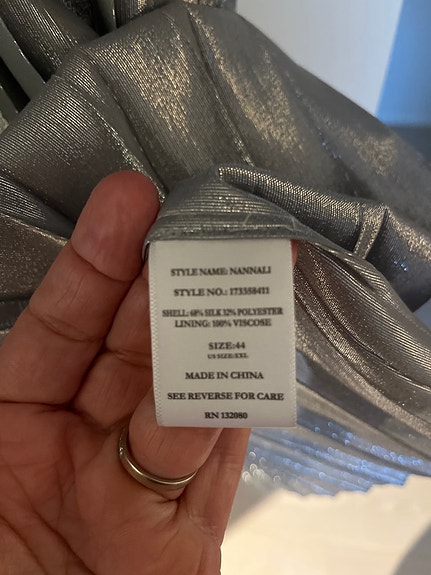 STYLE NAME: NANNALI
STYLE NO.: 173358411
SHELL: 68% SILK 32% POLYESTER
LINING: 100% VISCOSE
SIZE:44
US SIZE:XXL
MADE IN CHINA
SEE REVERSE FOR CARE
RN 132080